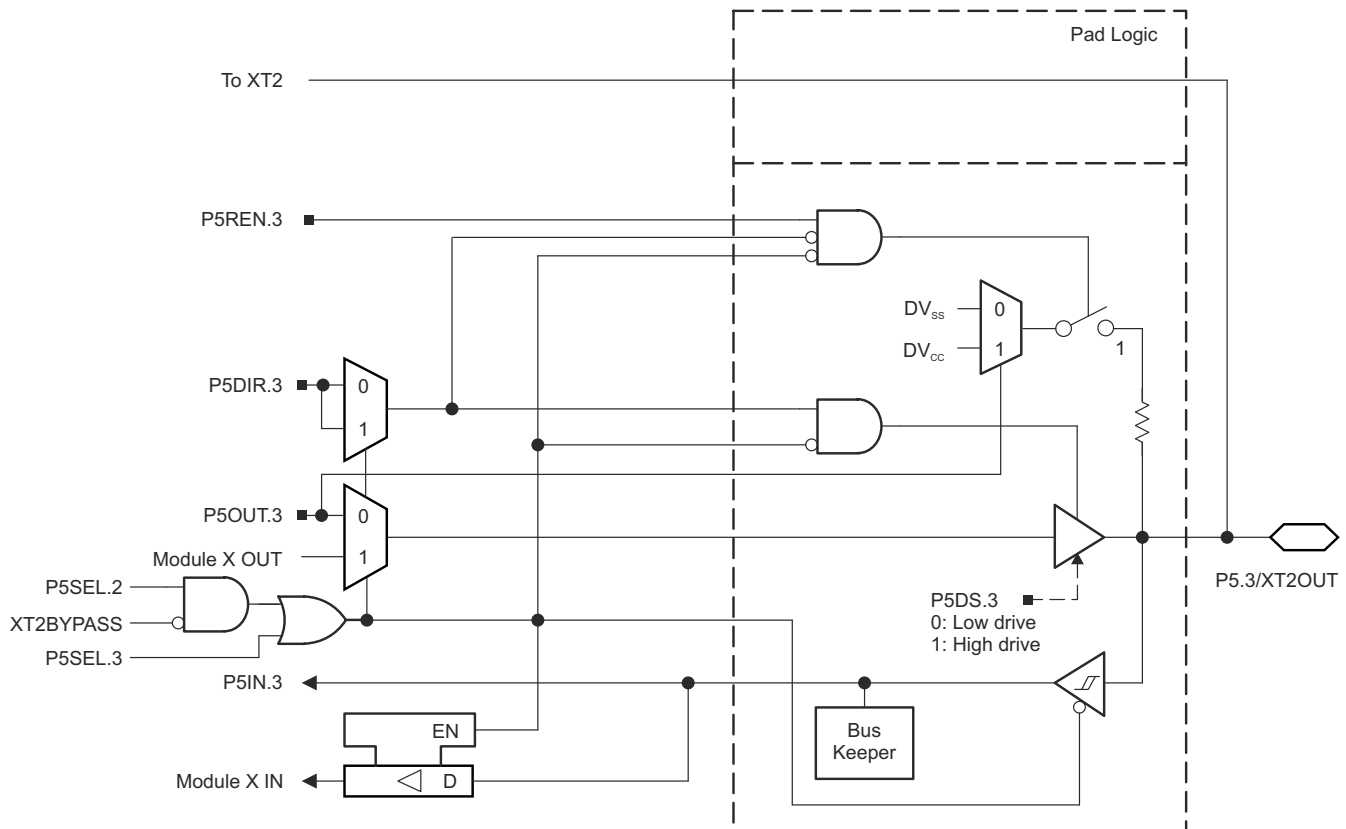 Pad Logic
To XT2
P5REN.3
DVSS
0
DVCC
1
1
P5DIR.3
0
1
P5OUT.3
0
Module X OUT
1
P5SEL.2
XT2BYPASS
P5SEL.3
P5.3/XT2OUT
P5DS.3
0: Low drive
1: High drive
P5IN.3
EN
Bus
Keeper
Module X IN
D